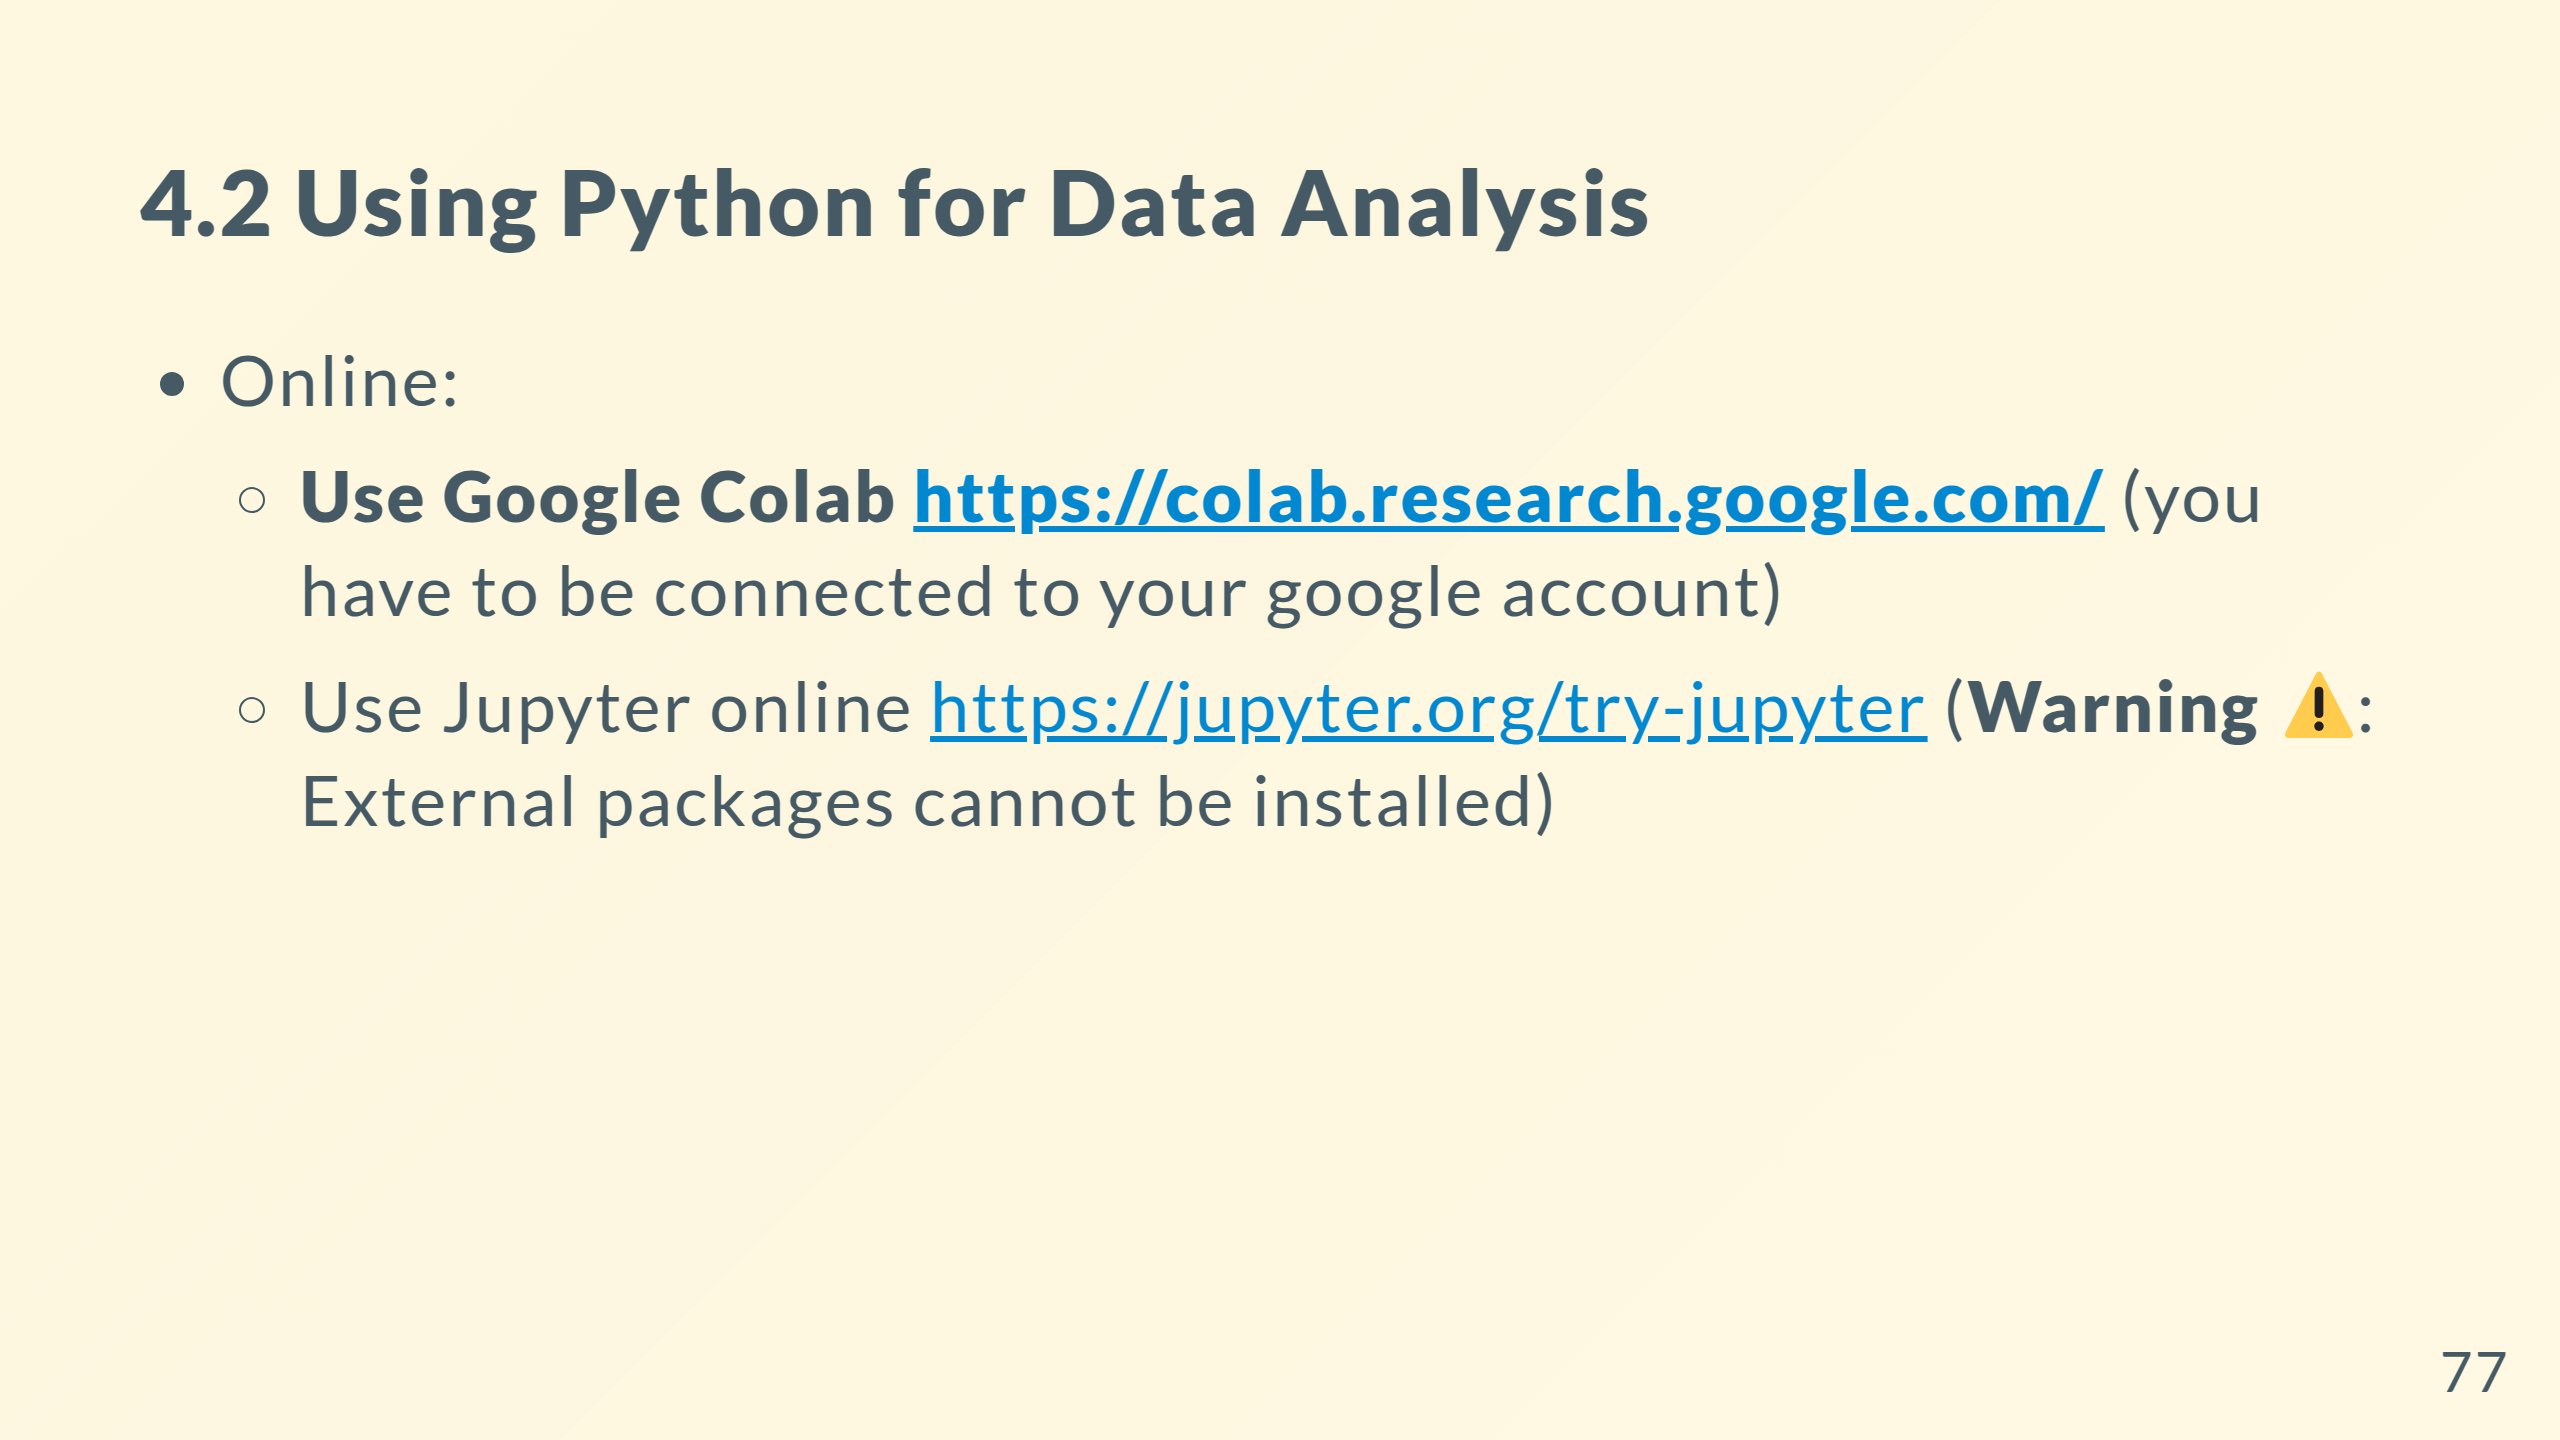 4.2 Using Python for Data Analysis
• Online:
○ Use Google Colab https://colab.research.google.com/ (you
have to be connected to your google account)
○ Use Jupyter online https://jupyter.org/try-jupyter (Warning ⚠️:
External packages cannot be installed)
77